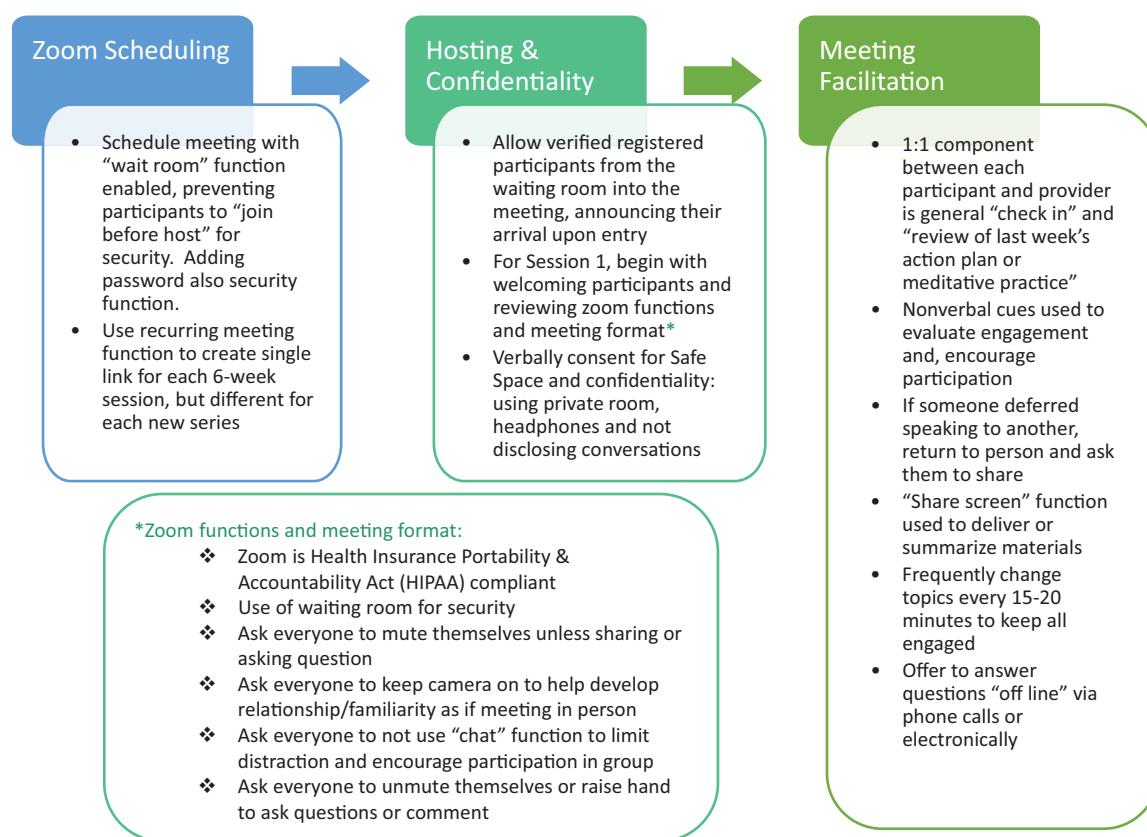 Zoom Scheduling
• Schedule meeting with
"wait room" function
enabled, preventing
participants to "join
before host" for
security.  Adding
password also security
function.
• Use recurring meeting
function to create single
link for each 6-week
session, but different for
each new series
Hosting &
Confidentiality
• Allow verified registered
participants from the
waiting room into the
meeting, announcing their
arrival upon entry
• For Session 1, begin with
welcoming participants and
reviewing zoom functions
and meeting format*
• Verbally consent for Safe
Space and confidentiality:
using private room,
headphones and not
disclosing conversations
Meeting
Facilitation
• 1:1 component
between each
participant and provider
is general "check in" and
"review of last week's
action plan or
meditative practice"
• Nonverbal cues used to
evaluate engagement
and, encourage
participation
• If someone deferred
speaking to another,
return to person and ask
them to share
• "Share screen" function
used to deliver or
summarize materials
• Frequently change
topics every 15-20
minutes to keep all
engaged
• Offer to answer
questions "off line" via
phone calls or
electronically
*Zoom functions and meeting format:
❖ Zoom is Health Insurance Portability &
Accountability Act (HIPAA) compliant
❖ Use of waiting room for security
❖ Ask everyone to mute themselves unless sharing or
asking question
❖ Ask everyone to keep camera on to help develop
relationship/familiarity as if meeting in person
❖ Ask everyone to not use "chat" function to limit
distraction and encourage participation in group
❖ Ask everyone to unmute themselves or raise hand
to ask questions or comment